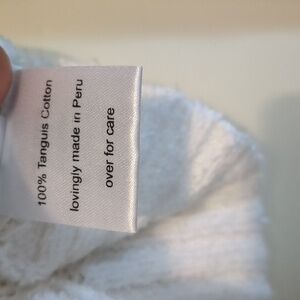 100% Tanguis Cotton
lovingly made in Peru
over for care